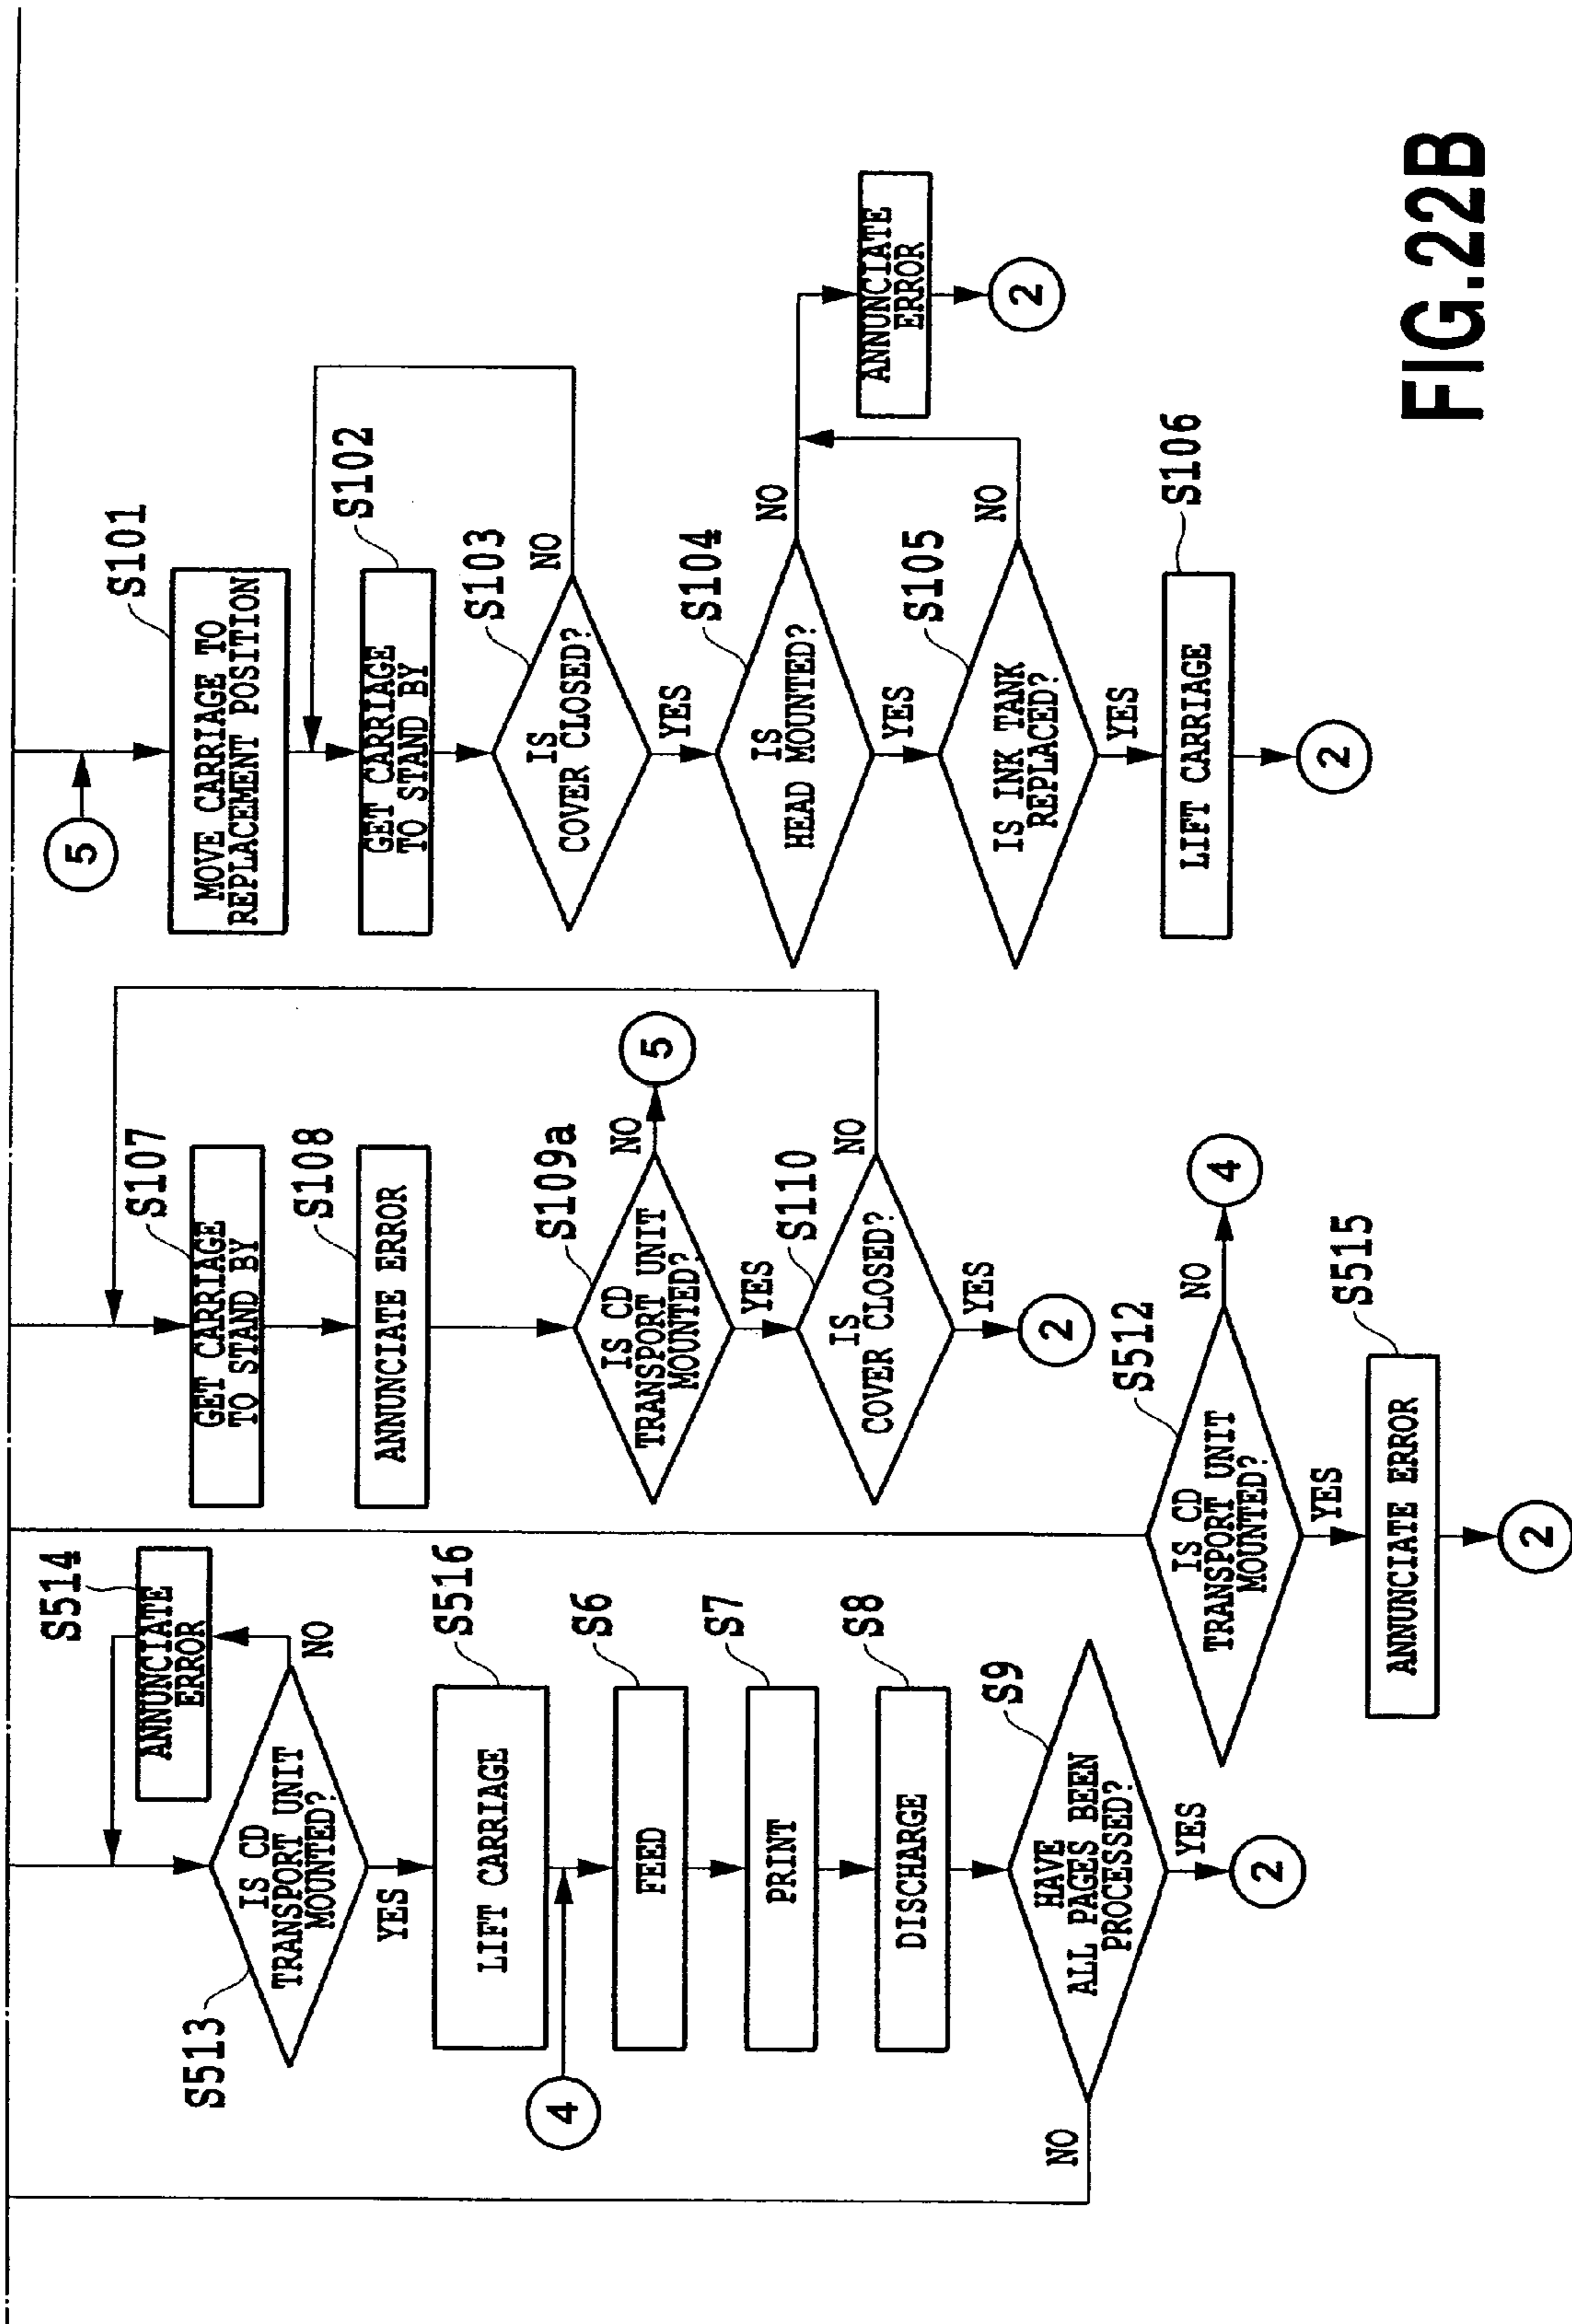 S514
ANNUNCIATE
ERROR
S513
IS CD
TRANSPORT UNIT
MOUNTED?
NO
YES
S516
LIFT CARRIAGE
4
S6
FEED
S7
PRINT
S8
DISCHARGE
S9
HAVE
ALL PAGES BEEN
PROCESSED?
NO
YES
2
S107
GET CARRIAGE
TO STAND BY
S108
ANNUNCIATE ERROR
S109a
IS CD
TRANSPORT UNIT
MOUNTED?
NO
5
YES
S110
IS
COVER CLOSED?
NO
YES
2
S512
IS CD
TRANSPORT UNIT
MOUNTED?
NO
4
YES
S515
ANNUNCIATE ERROR
2
5
S101
MOVE CARRIAGE TO
REPLACEMENT POSITION
S102
GET CARRIAGE
TO STAND BY
S103
IS
COVER CLOSED?
NO
YES
S104
IS
HEAD MOUNTED?
NO
ANNUNCIATE
ERROR
2
YES
S105
IS INK TANK
REPLACED?
NO
YES
S106
LIFT CARRIAGE
2
FIG.22B